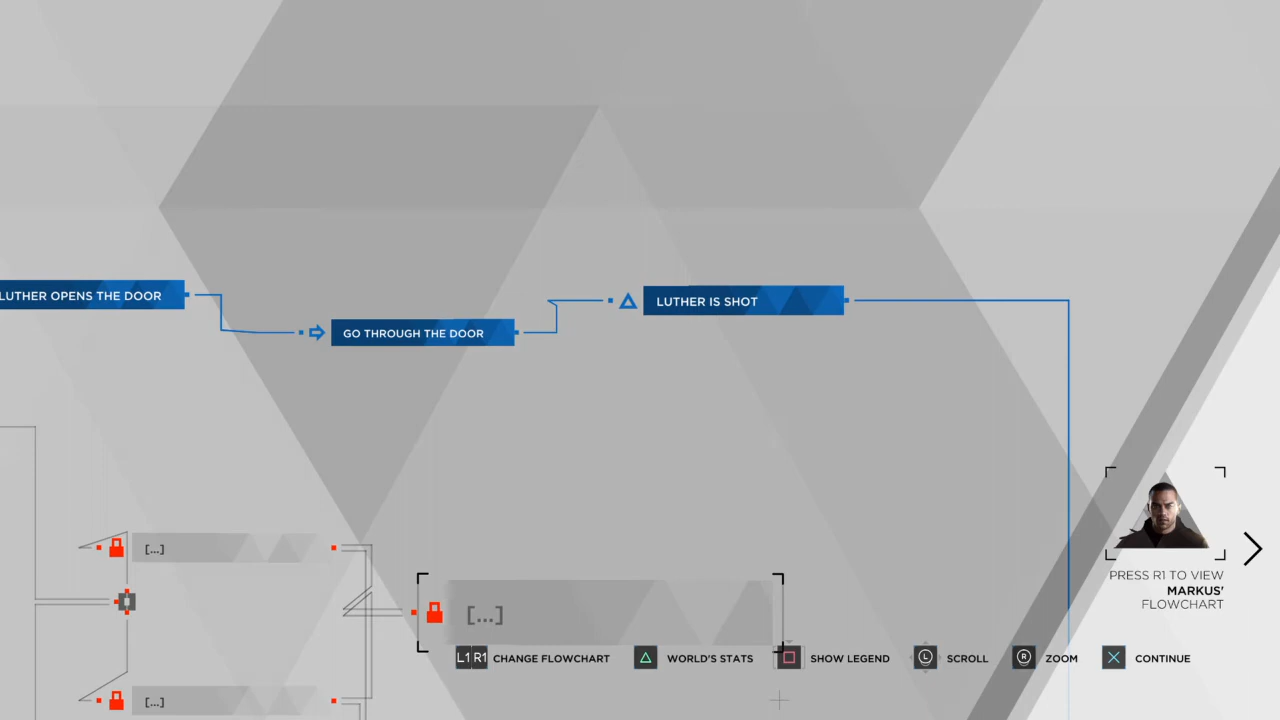 LUTHER OPENS THE DOOR
LUTHER IS SHOT
GO THROUGH THE DOOR
[...]
[...]
[...]
PRESS R1 TO VIEW
MARKUS'
FLOWCHART
L1 R1 CHANGE FLOWCHART
WORLD'S STATS
SHOW LEGEND
L SCROLL
R ZOOM
CONTINUE